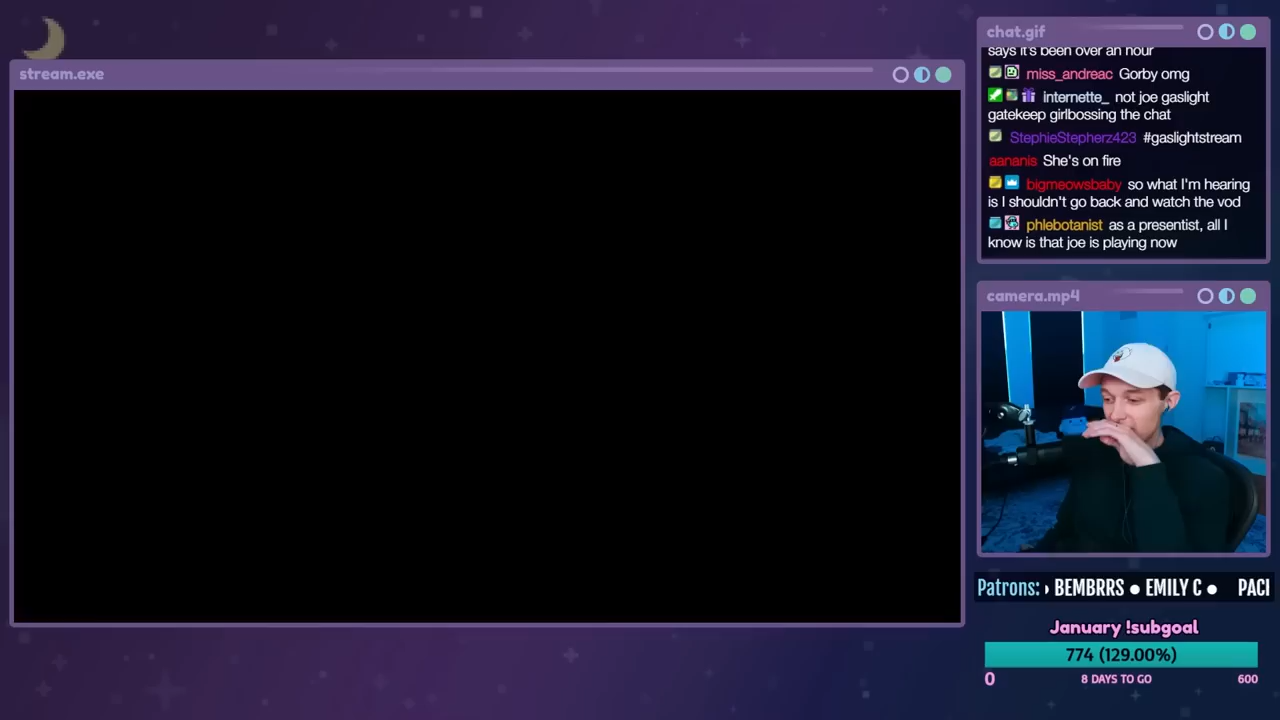 stream.exe
chat.gif
says it's been over an hour
miss_andreac Gorby omg
internette_ not joe gaslight
gatekeep girlbossing the chat
StephieStepherz423 #gaslightstream
aananis She's on fire
bigmeowsbaby so what I'm hearing
is I shouldn't go back and watch the vod
phlebotanist as a presentist, all I
know is that joe is playing now
camera.mp4
Patrons: BEMBRRS ● EMILY C ● PACI
January !subgoal
774 (129.00%)
0 8 DAYS TO GO 600